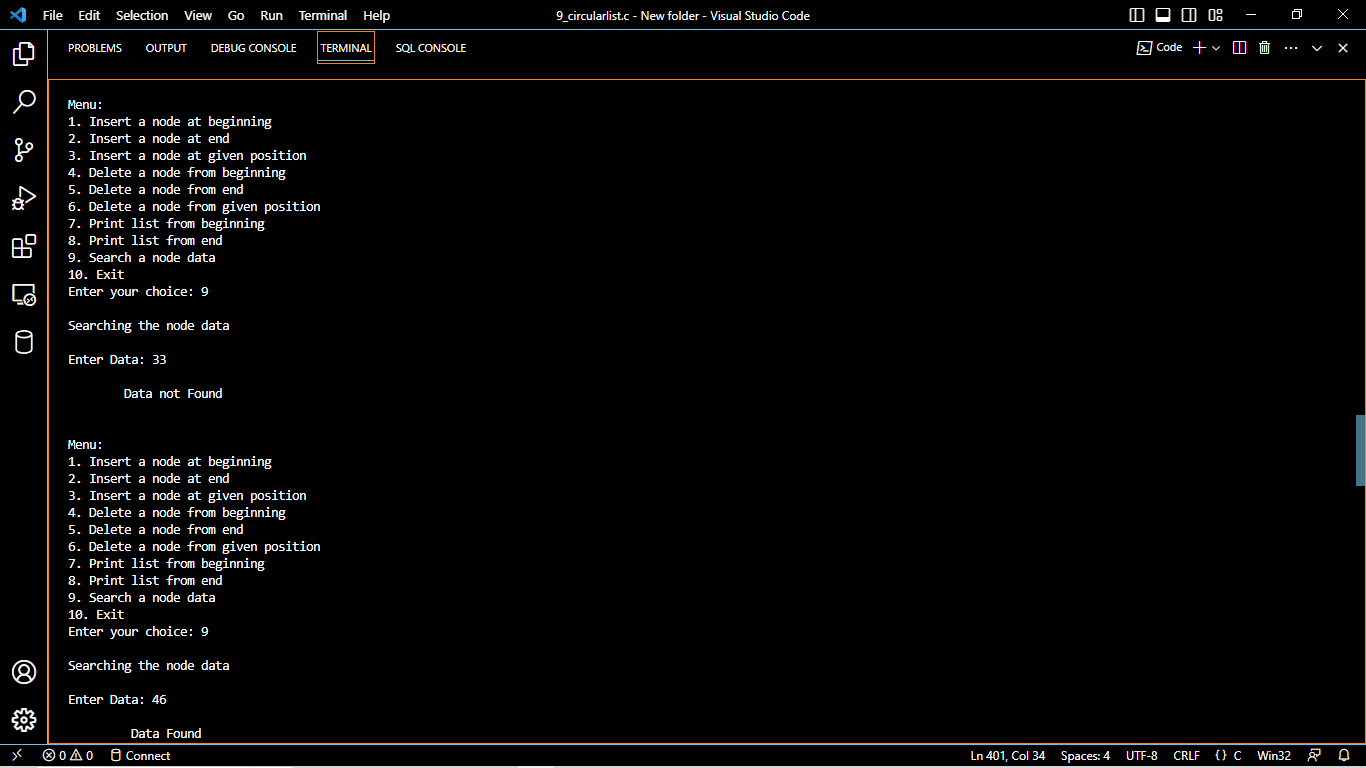 File Edit Selection View Go Run Terminal Help 9_circularlist.c - New folder - Visual Studio Code
PROBLEMS OUTPUT DEBUG CONSOLE TERMINAL SQL CONSOLE Code
Menu:
1. Insert a node at beginning
2. Insert a node at end
3. Insert a node at given position
4. Delete a node from beginning
5. Delete a node from end
6. Delete a node from given position
7. Print list from beginning
8. Print list from end
9. Search a node data
10. Exit
Enter your choice: 9
Searching the node data
Enter Data: 33
Data not Found
Menu:
1. Insert a node at beginning
2. Insert a node at end
3. Insert a node at given position
4. Delete a node from beginning
5. Delete a node from end
6. Delete a node from given position
7. Print list from beginning
8. Print list from end
9. Search a node data
10. Exit
Enter your choice: 9
Searching the node data
Enter Data: 46
Data Found
0 0 Connect Ln 401, Col 34 Spaces: 4 UTF-8 CRLF {} C Win32